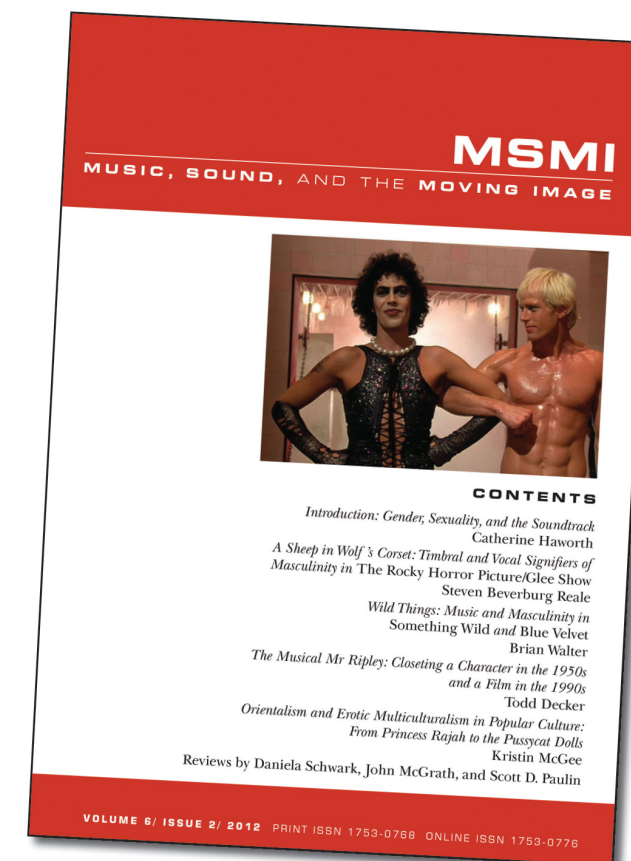 MSMI
MUSIC, SOUND, AND THE MOVING IMAGE
CONTENTS
Introduction: Gender, Sexuality, and the Soundtrack
Catherine Haworth
A Sheep in Wolf 's Corset: Timbral and Vocal Signifiers of
Masculinity in The Rocky Horror Picture/Glee Show
Steven Beverburg Reale
Wild Things: Music and Masculinity in
Something Wild and Blue Velvet
Brian Walter
The Musical Mr Ripley: Closeting a Character in the 1950s
and a Film in the 1990s
Todd Decker
Orientalism and Erotic Multiculturalism in Popular Culture:
From Princess Rajah to the Pussycat Dolls
Kristin McGee
Reviews by Daniela Schwark, John McGrath, and Scott D. Paulin
VOLUME 6/ ISSUE 2/ 2012 PRINT ISSN 1753-0768 ONLINE ISSN 1753-0776